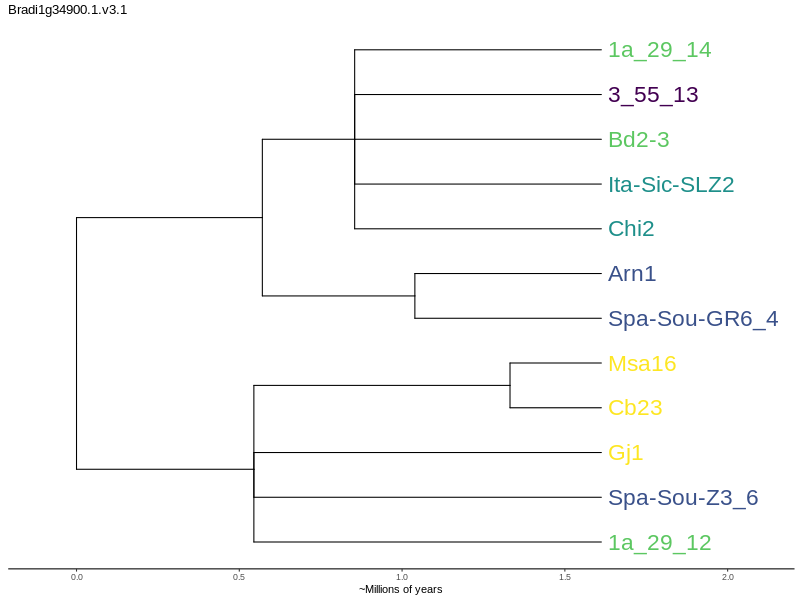 Bradi1g34900.1.v3.1
1a_29_14
3_55_13
Bd2-3
Ita-Sic-SLZ2
Chi2
Arn1
Spa-Sou-GR6_4
Msa16
Cb23
Gj1
Spa-Sou-Z3_6
1a_29_12
0.0 0.5 1.0 1.5 2.0
~Millions of years